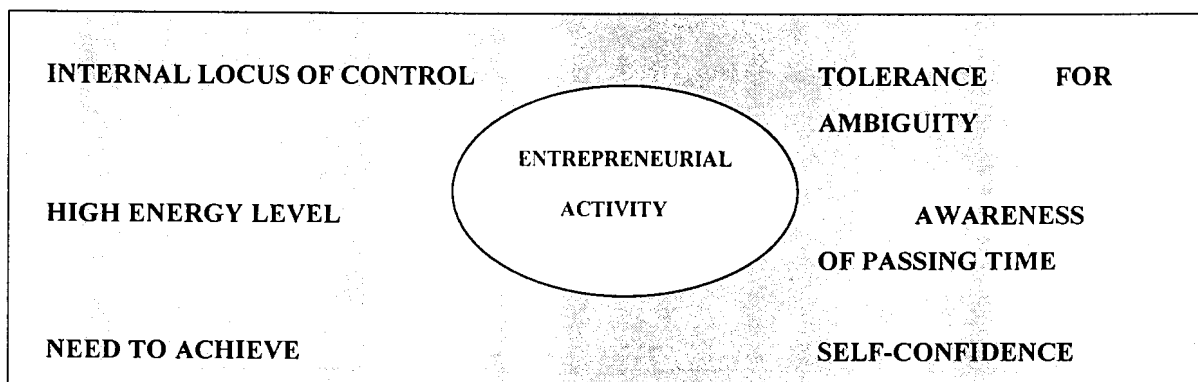 INTERNAL LOCUS OF CONTROL
HIGH ENERGY LEVEL
NEED TO ACHIEVE
ENTREPRENEURIAL
ACTIVITY
TOLERANCE FOR
AMBIGUITY
AWARENESS
OF PASSING TIME
SELF-CONFIDENCE